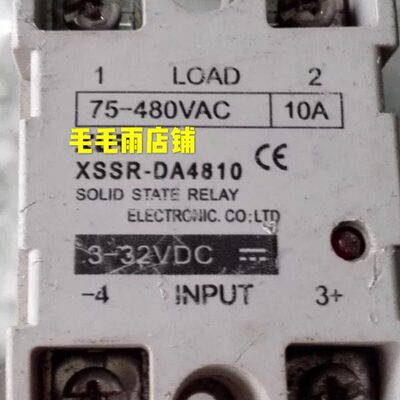 1 LOAD 2
75-480VAC 10A
毛毛雨店铺
XSSR-DA4810 CE
SOLID STATE RELAY
ELECTRONIC. CO;LTD
3-32VDC
-4 INPUT 3+